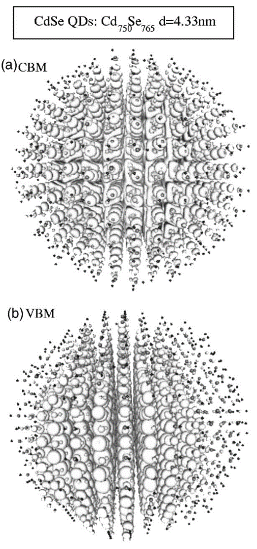 CdSe QDs: Cd750Se765 d=4.33nm
(a) CBM
(b) VBM